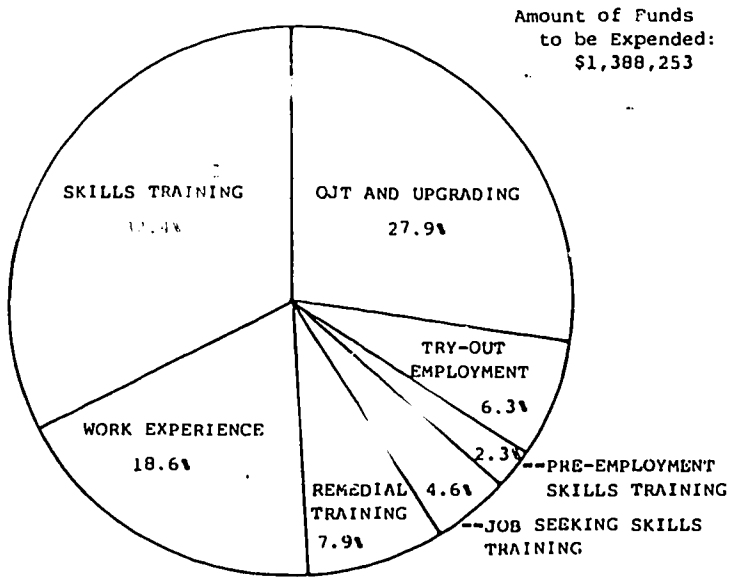 Amount of Funds
to be Expended:
$1,388,253
SKILLS TRAINING
OJT AND UPGRADING
27.9%
TRY-OUT
EMPLOYMENT
6.3%
WORK EXPERIENCE
18.6%
2.3%
--PRE-EMPLOYMENT
SKILLS TRAINING
REMEDIAL
TRAINING
7.9%
4.6%
--JOB SEEKING SKILLS
TRAINING